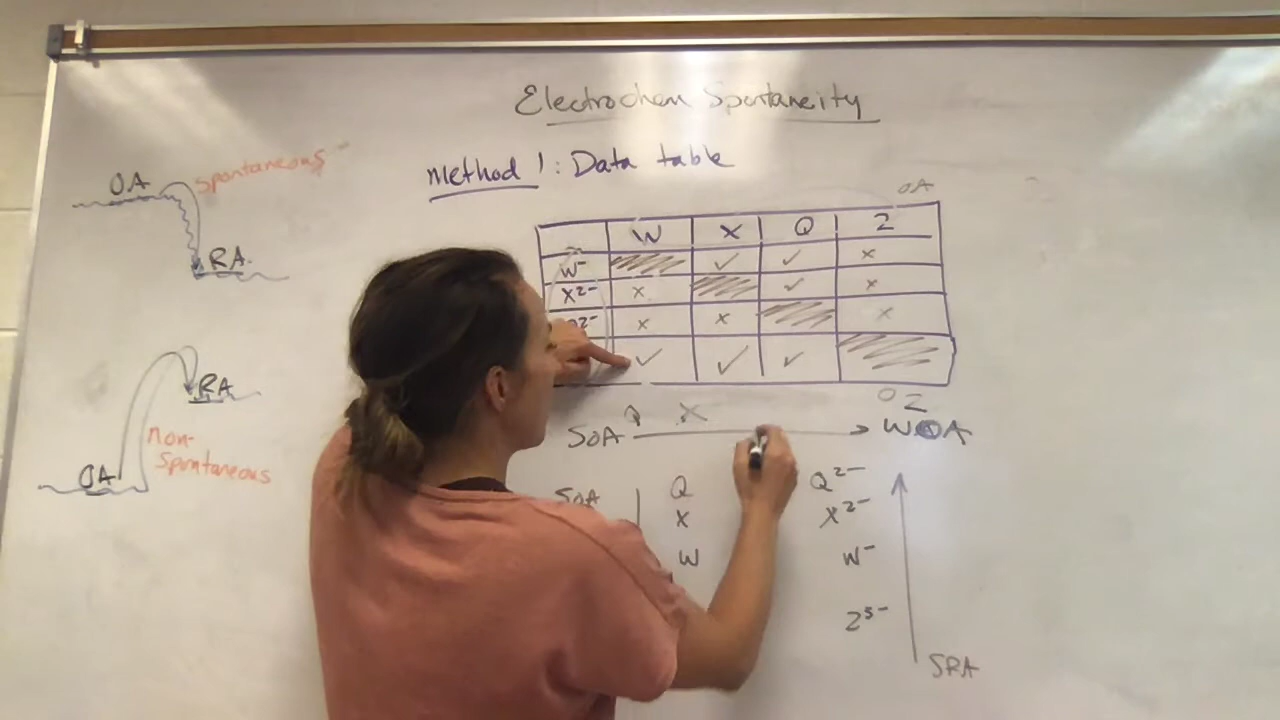 Electrochem Spontaneity
Method 1: Data table
OA spontaneous
RA
OA
W X Q Z
W- ✓ ✓ x
X2- x ✓ x
2- x x x
✓ ✓ ✓
RA
non-
spontaneous
OA
Q X Z
SOA → WOA
SOA Q Q2-
X X2-
W W-
Z5-
SRA